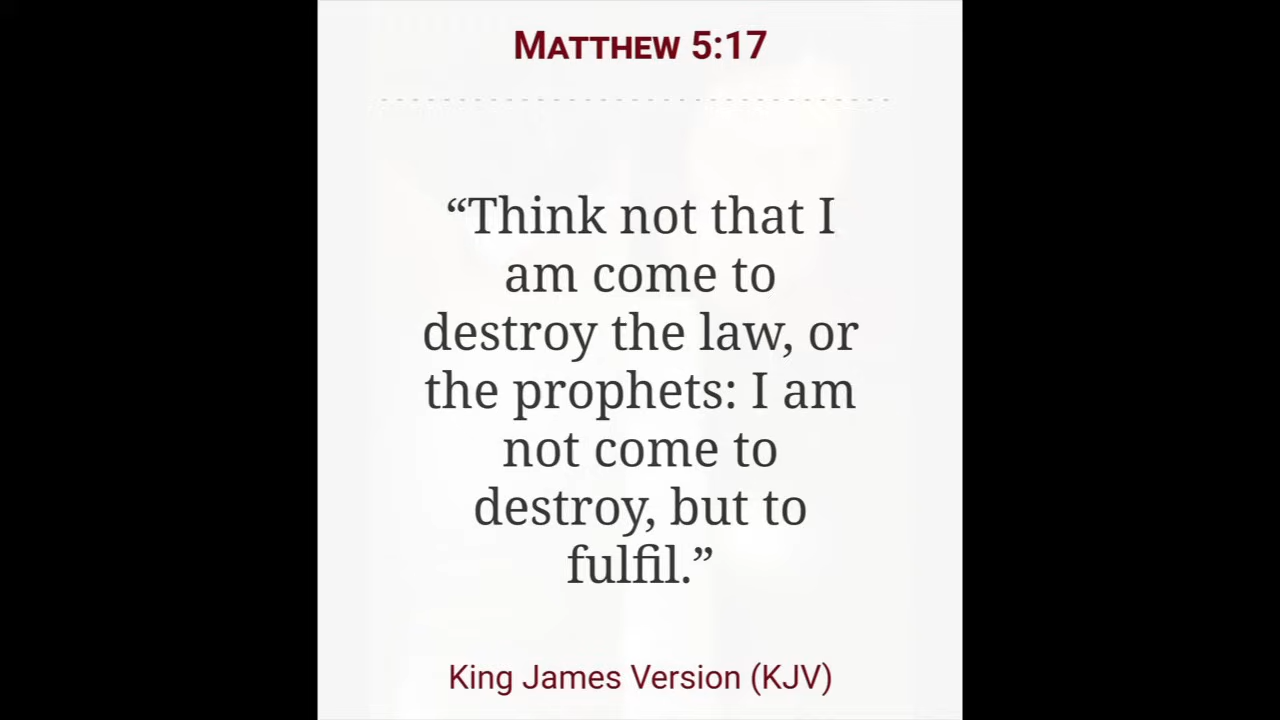 MATTHEW 5:17
“Think not that I
am come to
destroy the law, or
the prophets: I am
not come to
destroy, but to
fulfil.”
King James Version (KJV)